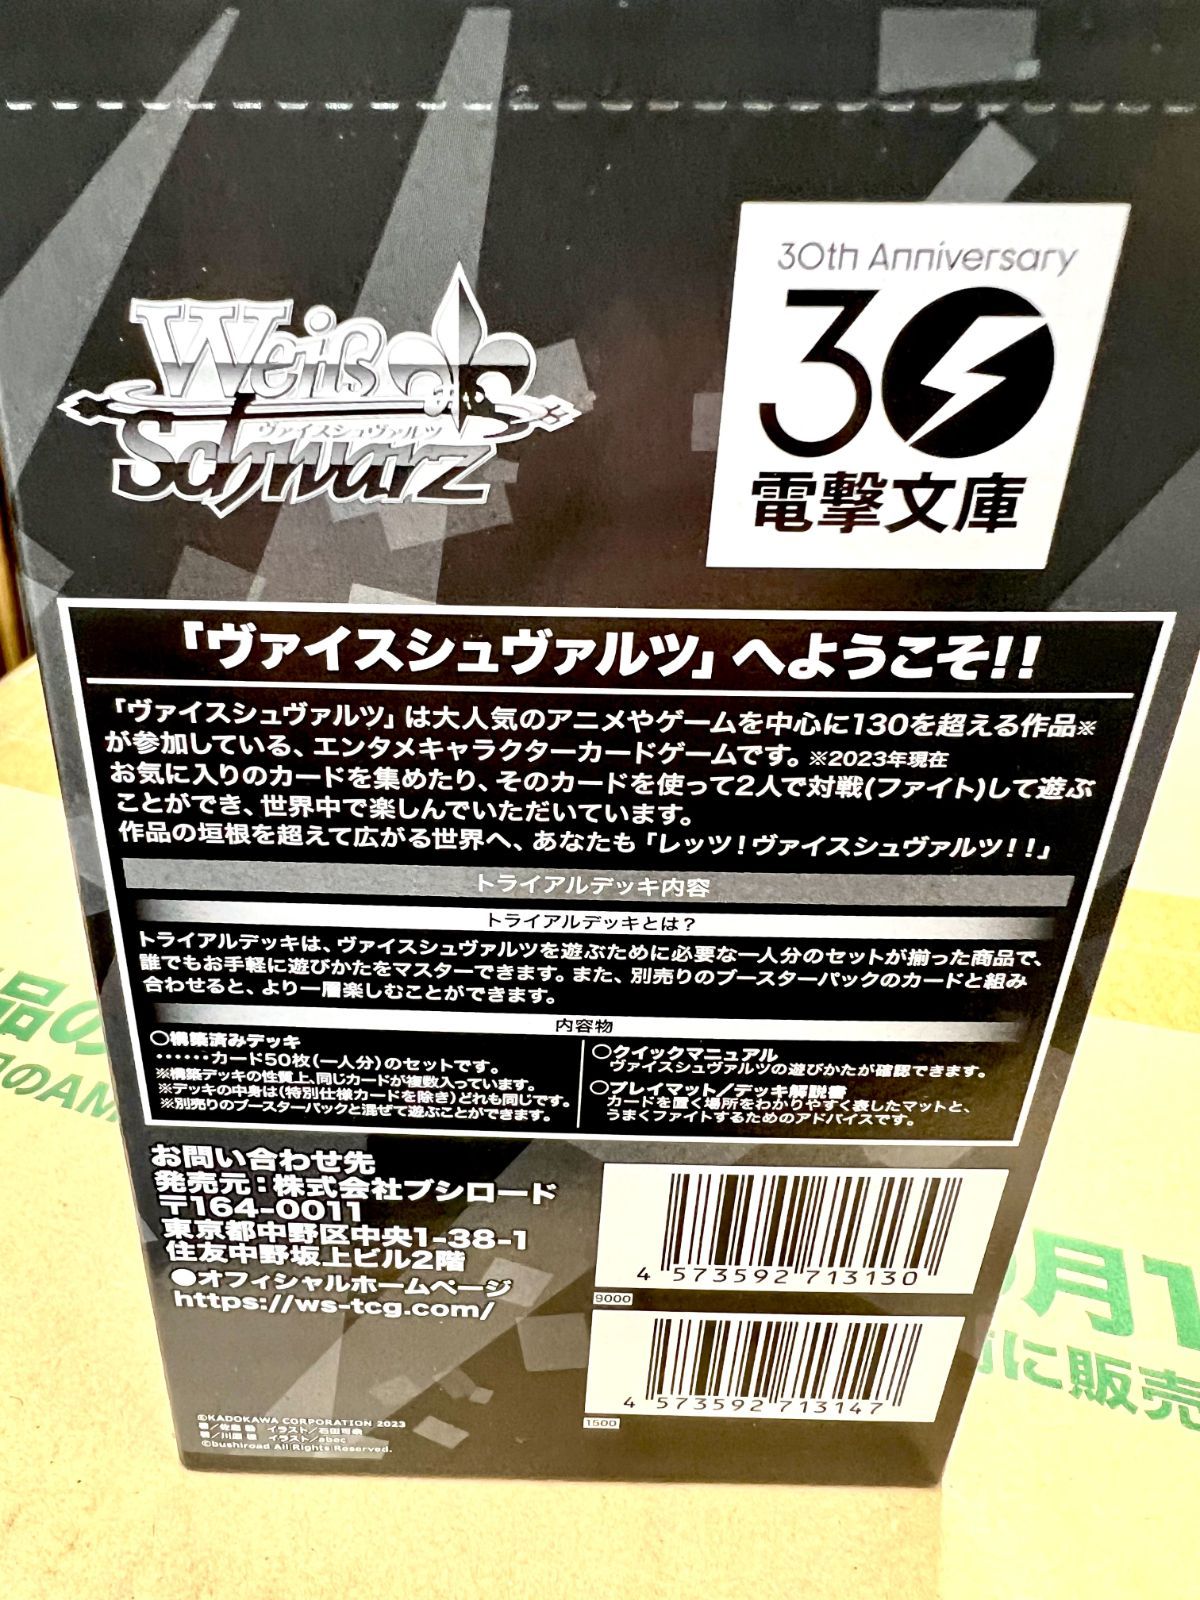 30th Anniversary
30
電撃文庫
Weiß
Schwarz
ヴァイスシュヴァルツ
「ヴァイスシュヴァルツ」へようこそ!!
「ヴァイスシュヴァルツ」は大人気のアニメやゲームを中心に130を超える作品※
が参加している、エンタメキャラクターカードゲームです。※2023年現在
お気に入りのカードを集めたり、そのカードを使って2人で対戦(ファイト)して遊ぶ
ことができ、世界中で楽しんでいただいています。
作品の垣根を超えて広がる世界へ、あなたも「レッツ!ヴァイスシュヴァルツ!!」
トライアルデッキ内容
トライアルデッキとは?
トライアルデッキは、ヴァイスシュヴァルツを遊ぶために必要な一人分のセットが揃った商品で、
誰でもお手軽に遊びかたをマスターできます。また、別売りのブースターパックのカードと組み
合わせると、より一層楽しむことができます。
内容物
○構築済みデッキ
‥‥‥カード50枚(一人分)のセットです。
※構築デッキの性質上、同じカードが複数入っています。
※デッキの中身は(特別仕様カードを除き)どれも同じです。
※別売りのブースターパックと混ぜて遊ぶことができます。
○クイックマニュアル
ヴァイスシュヴァルツの遊びかたが確認できます。
○プレイマット/デッキ解説書
カードを置く場所をわかりやすく表したマットと、
うまくファイトするためのアドバイスです。
お問い合わせ先
発売元:株式会社ブシロード
〒164-0011
東京都中野区中央1-38-1
住友中野坂上ビル2階
●オフィシャルホームページ
https://ws-tcg.com/
4 573592 713130
9000
4 573592 713147
1500
©KADOKAWA CORPORATION 2023
イラスト/石田可奈
イラスト/abec
©bushiroad All Rights Reserved.
品の
のAM
月1
に販売